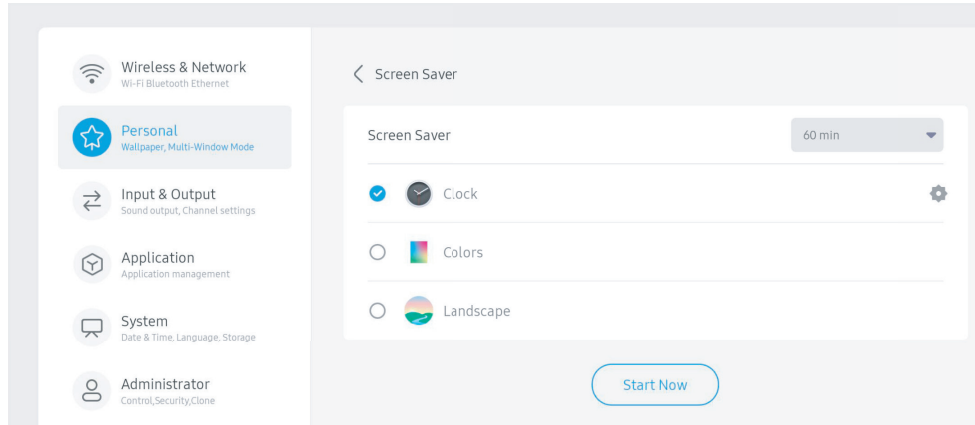 Wireless & Network
Wi-Fi Bluetooth Ethernet
Personal
Wallpaper, Multi-Window Mode
Input & Output
Sound output, Channel settings
Application
Application management
System
Date & Time, Language, Storage
Administrator
Control,Security,Clone
Screen Saver
Screen Saver
60 min
Clock
Colors
Landscape
Start Now